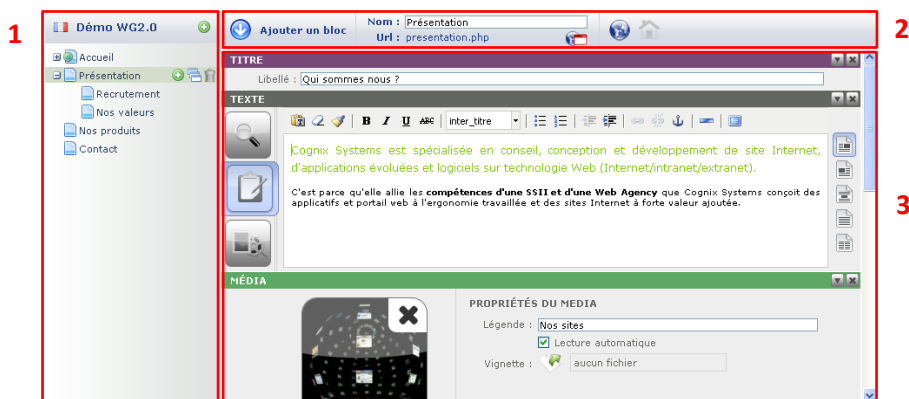 1
Démo WG2.0
Accueil
Présentation
Recrutement
Nos valeurs
Nos produits
Contact
2
Ajouter un bloc
Nom : Présentation
Url : presentation.php
3
TITRE
Libellé : Qui sommes nous ?
TEXTE
B I U ABC inter_titre
Cognix Systems est spécialisée en conseil, conception et développement de site Internet,
d'applications évoluées et logiciels sur technologie Web (Internet/intranet/extranet).
C'est parce qu'elle allie les compétences d'une SSII et d'une Web Agency que Cognix Systems conçoit des
applicatifs et portail web à l'ergonomie travaillée et des sites Internet à forte valeur ajoutée.
MÉDIA
PROPRIÉTÉS DU MEDIA
Légende : Nos sites
Lecture automatique
Vignette : aucun fichier